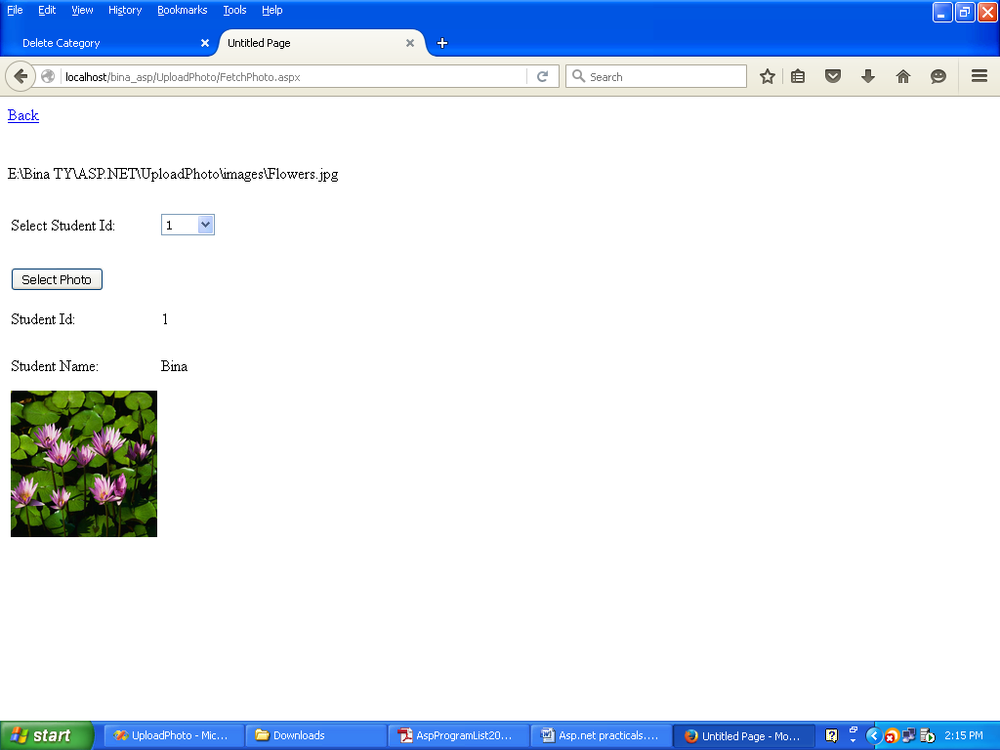 File Edit View History Bookmarks Tools Help
Delete Category
Untitled Page
localhost/bina_asp/UploadPhoto/FetchPhoto.aspx
Search
Back
E:\Bina TY\ASP.NET\UploadPhoto\images\Flowers.jpg
Select Student Id: 1
Select Photo
Student Id: 1
Student Name: Bina
start
UploadPhoto - Mic...
Downloads
AspProgramList20...
Asp.net practicals....
Untitled Page - Mo...
2:15 PM